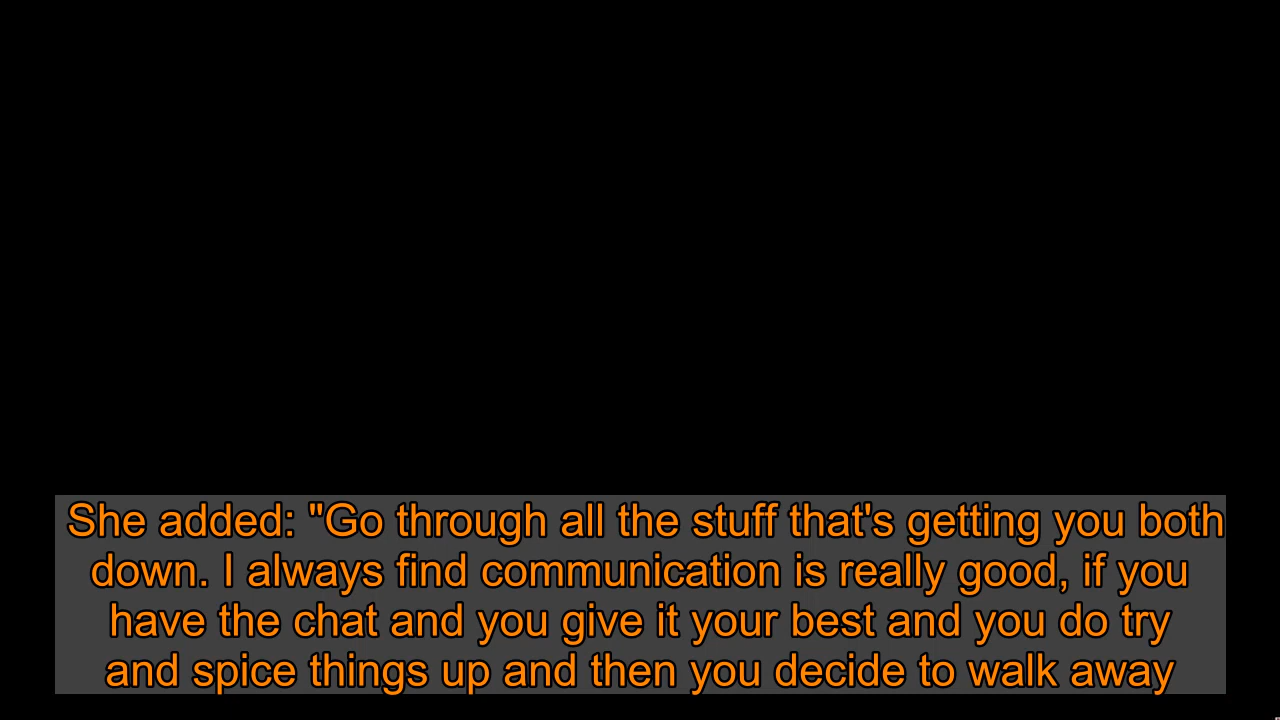 She added: "Go through all the stuff that's getting you both
down. I always find communication is really good, if you
have the chat and you give it your best and you do try
and spice things up and then you decide to walk away